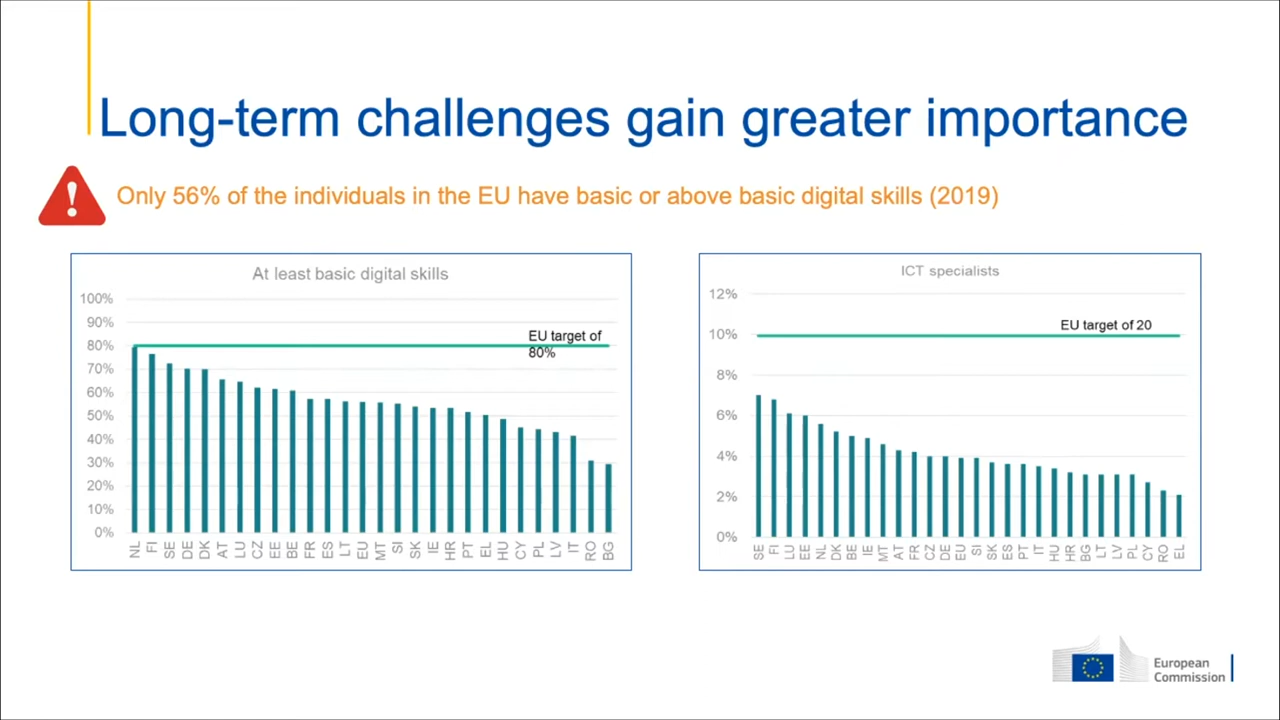 Long-term challenges gain greater importance
Only 56% of the individuals in the EU have basic or above basic digital skills (2019)
At least basic digital skills
100%
90%
80%
70%
60%
50%
40%
30%
20%
10%
0%
EU target of
80%
NL FI SE DE DK AT LU CZ EE BE FR ES LT EU MT SI SK IE HR PT EL HU CY PL LV IT RO BG
ICT specialists
12%
10%
8%
6%
4%
2%
0%
EU target of 20
SE FI LU EE NL DK BE IE MT AT FR CZ DE EU SI SK ES PT IT HU HR BG LT LV PL CY RO EL
European
Commission